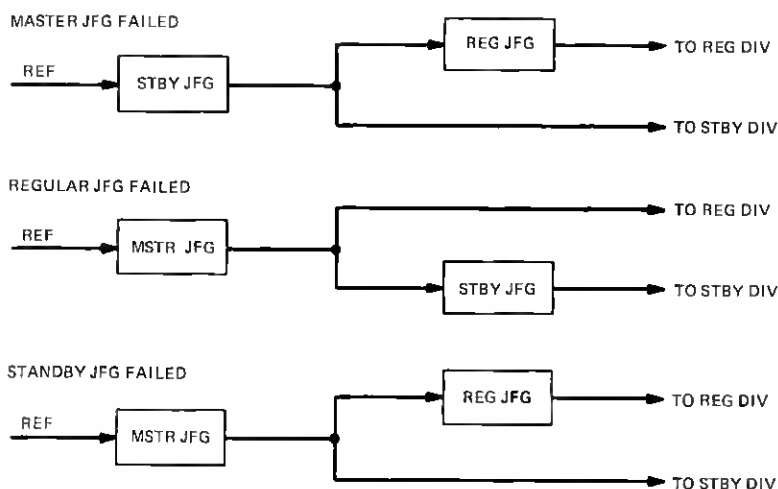 MASTER JFG FAILED
REF
STBY JFG
REG JFG
TO REG DIV
TO STBY DIV
REGULAR JFG FAILED
REF
MSTR JFG
TO REG DIV
STBY JFG
TO STBY DIV
STANDBY JFG FAILED
REF
MSTR JFG
REG JFG
TO REG DIV
TO STBY DIV